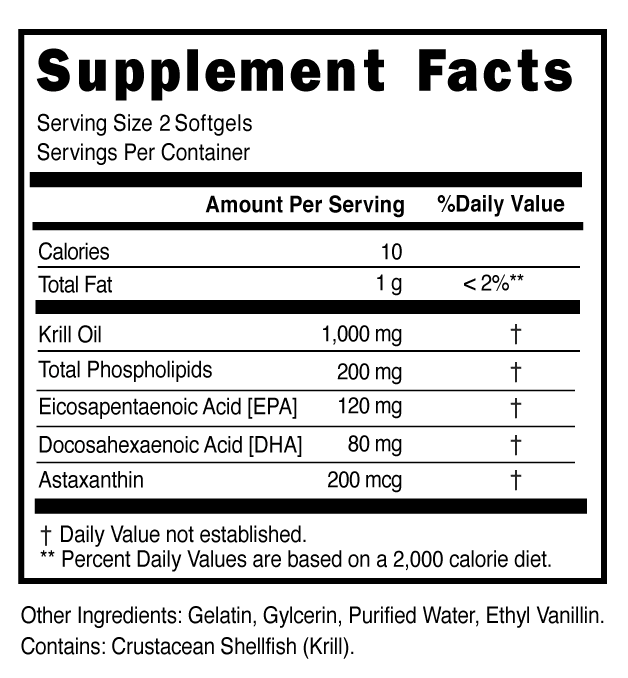 Supplement Facts
Serving Size 2 Softgels
Servings Per Container
Amount Per Serving %Daily Value
Calories 10
Total Fat 1 g < 2%**
Krill Oil 1,000 mg †
Total Phospholipids 200 mg †
Eicosapentaenoic Acid [EPA] 120 mg †
Docosahexaenoic Acid [DHA] 80 mg †
Astaxanthin 200 mcg †
† Daily Value not established.
** Percent Daily Values are based on a 2,000 calorie diet.
Other Ingredients: Gelatin, Gylcerin, Purified Water, Ethyl Vanillin.
Contains: Crustacean Shellfish (Krill).